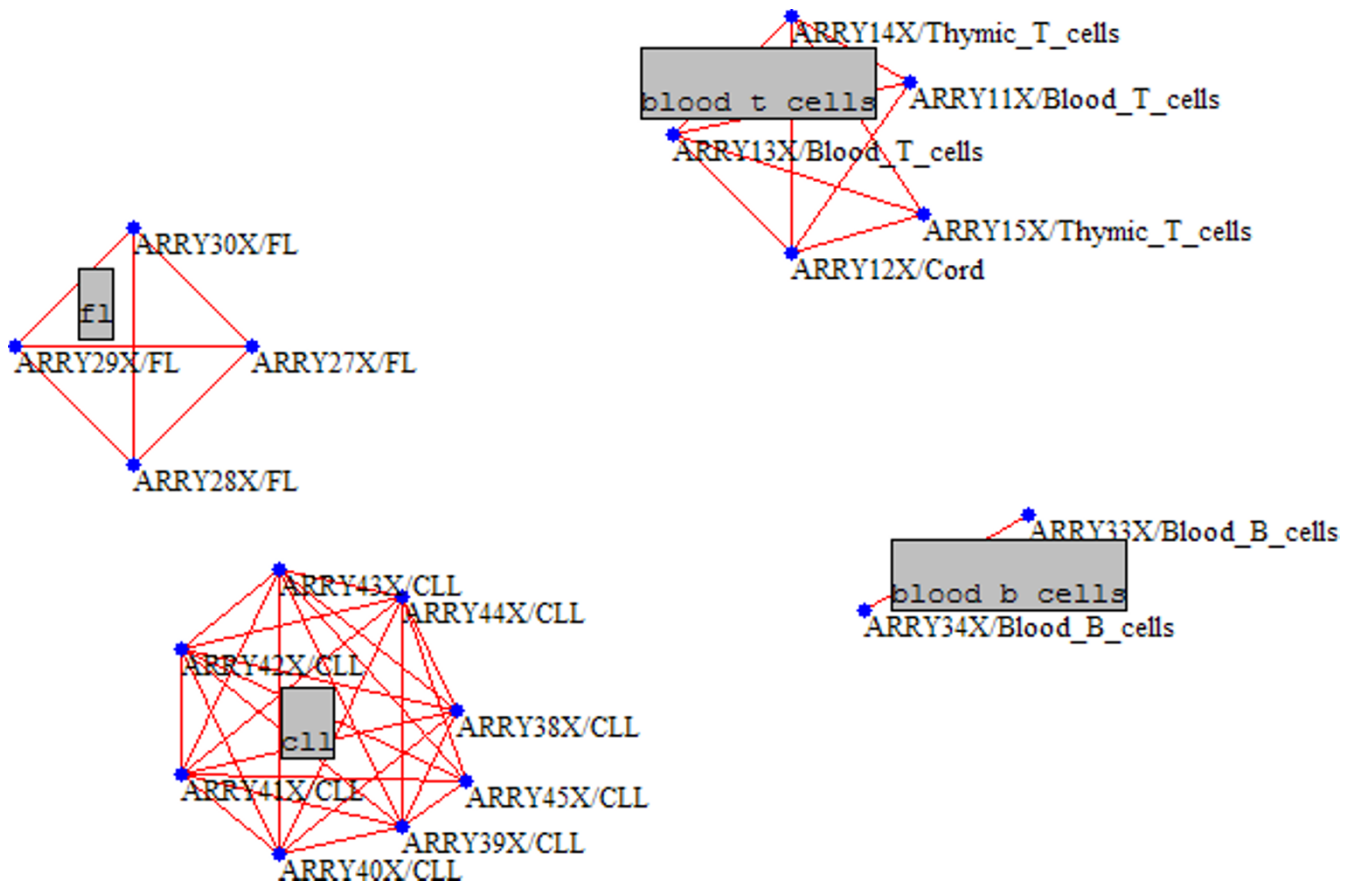 ARRY14X/Thymic_T_cells
blood t cells
ARRY11X/Blood_T_cells
ARRY13X/Blood_T_cells
ARRY15X/Thymic_T_cells
ARRY12X/Cord
ARRY30X/FL
fl
ARRY29X/FL
ARRY27X/FL
ARRY28X/FL
ARRY33X/Blood_B_cells
blood b cells
ARRY34X/Blood_B_cells
ARRY43X/CLL
ARRY44X/CLL
ARRY42X/CLL
ARRY38X/CLL
cll
ARRY41X/CLL
ARRY45X/CLL
ARRY39X/CLL
ARRY40X/CLL